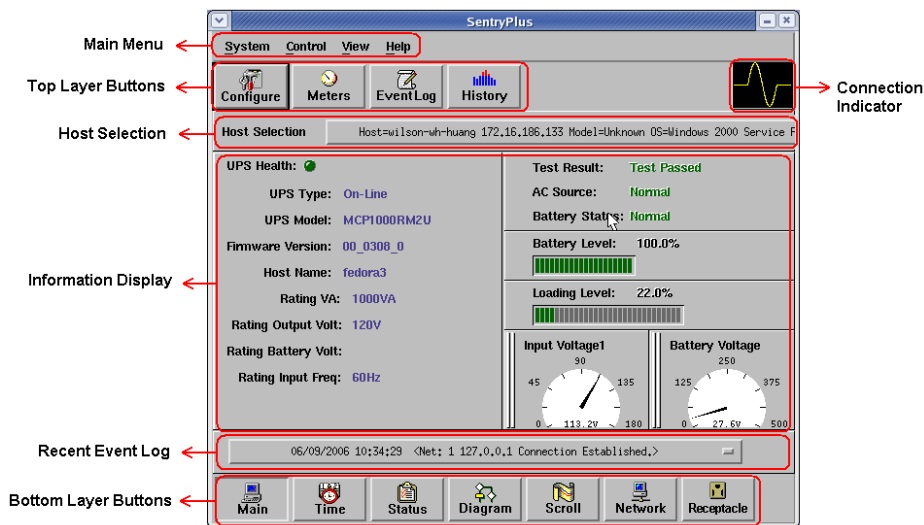 SentryPlus
Main Menu
System Control View Help
Top Layer Buttons
Configure Meters EventLog History
Connection
Indicator
Host Selection
Host Selection Host=wilson-wh-huang 172.16.186.133 Model=Unknown OS=Windows 2000 Service
Information Display
UPS Health:
UPS Type: On-Line
UPS Model: MCP1000RM2U
Firmware Version: 00_0308_0
Host Name: fedora3
Rating VA: 1000VA
Rating Output Volt: 120V
Rating Battery Volt:
Rating Input Freq: 60Hz
Test Result: Test Passed
AC Source: Normal
Battery Status: Normal
Battery Level: 100.0%
Loading Level: 22.0%
Input Voltage1
90
45 135
0 113.2V 180
Battery Voltage
250
125 375
0 27.6V 500
Recent Event Log
06/09/2006 10:34:29 <Net: 1 127.0.0.1 Connection Established.>
Bottom Layer Buttons
Main Time Status Diagram Scroll Network Receptacle